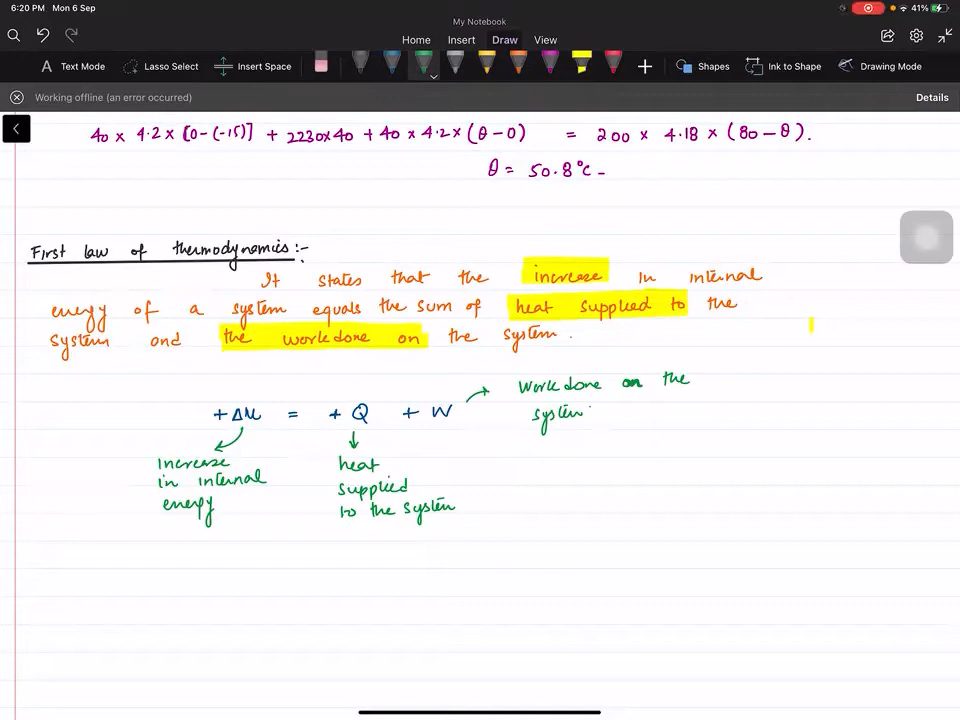 6:20 PM Mon 6 Sep
41%
My Notebook
Home Insert Draw View
Text Mode Lasso Select Insert Space Shapes Ink to Shape Drawing Mode
Working offline (an error occurred) Details
40 × 4.2 × [0-(-15)] + 2230×40 + 40 × 4.2 × (θ-0) = 200 × 4.18 × (80-θ).
θ = 50.8°C -
First law of thermodynamics:-
It states that the increase in internal
energy of a system equals the sum of heat supplied to the
system and the workdone on the system.
workdone on the
system
+ΔU = +Q +W
increase
in internal
energy
heat
supplied
to the system